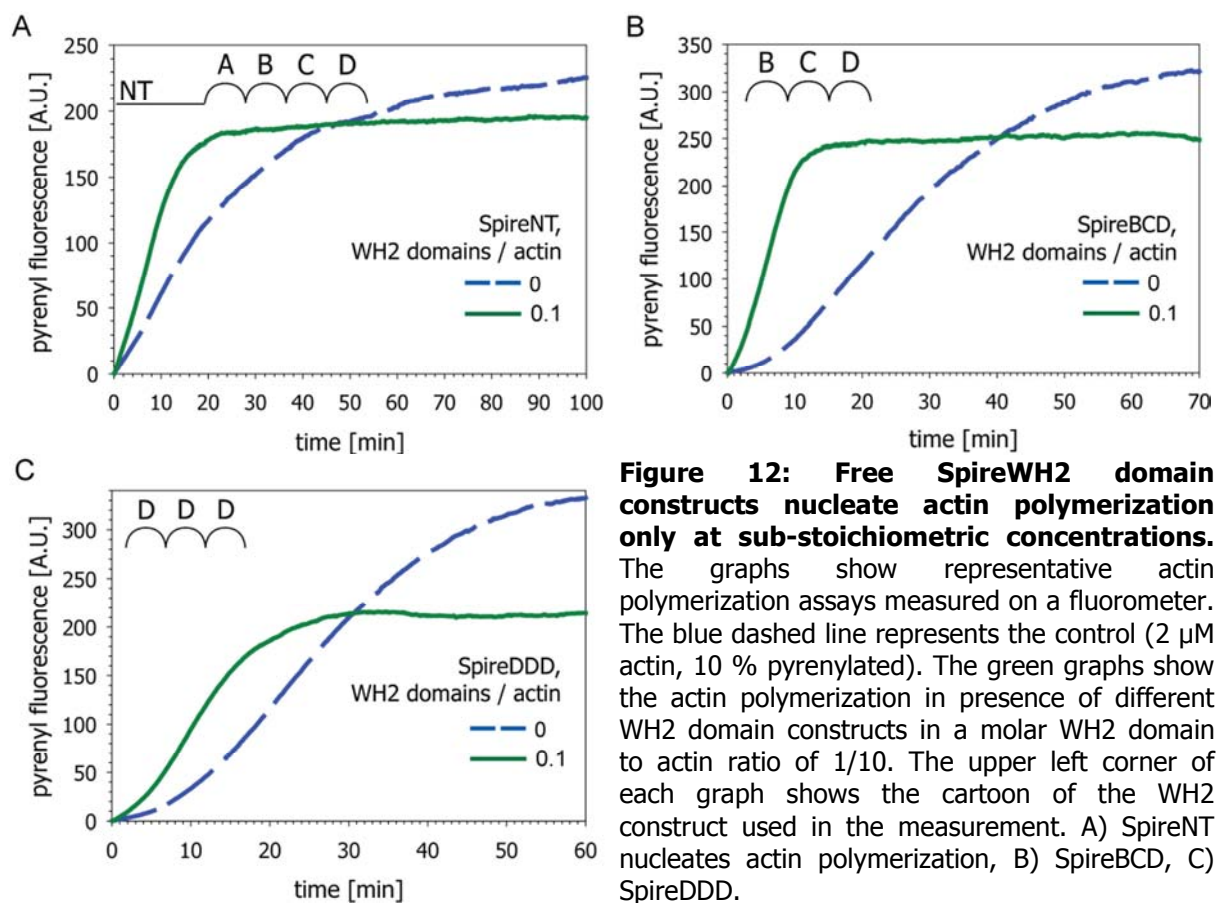 A
250
200
150
100
50
0
pyrenyl fluorescence [A.U.]
NT
A B C D
SpireNT,
WH2 domains / actin
0
0.1
0 10 20 30 40 50 60 70 80 90 100
time [min]
B
350
300
250
200
150
100
50
0
pyrenyl fluorescence [A.U.]
B C D
SpireBCD,
WH2 domains / actin
0
0.1
0 10 20 30 40 50 60 70
time [min]
C
300
250
200
150
100
50
0
pyrenyl fluorescence [A.U.]
D D D
SpireDDD,
WH2 domains / actin
0
0.1
0 10 20 30 40 50 60
time [min]
Figure 12: Free SpireWH2 domain
constructs nucleate actin polymerization
only at sub-stoichiometric concentrations.
The graphs show representative actin
polymerization assays measured on a fluorometer.
The blue dashed line represents the control (2 µM
actin, 10 % pyrenylated). The green graphs show
the actin polymerization in presence of different
WH2 domain constructs in a molar WH2 domain
to actin ratio of 1/10. The upper left corner of
each graph shows the cartoon of the WH2
construct used in the measurement. A) SpireNT
nucleates actin polymerization, B) SpireBCD, C)
SpireDDD.